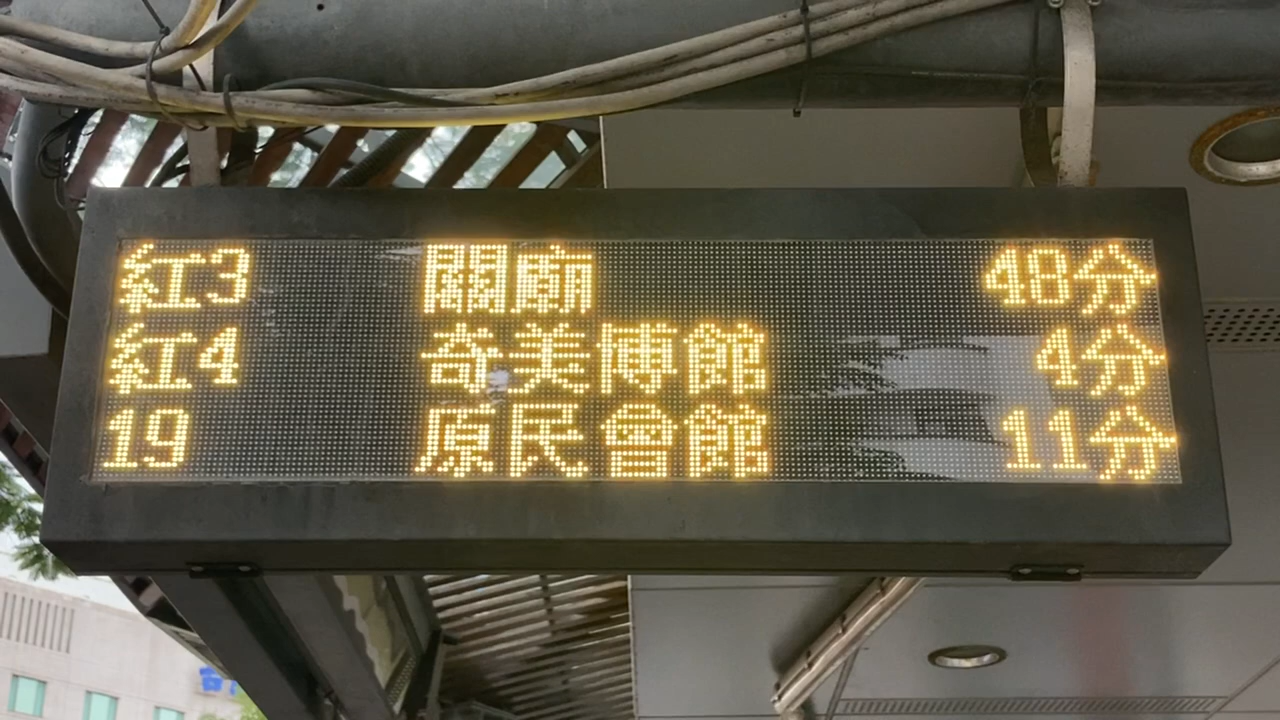 紅3 關廟 48分
紅4 奇美博館 4分
19 原民會館 11分